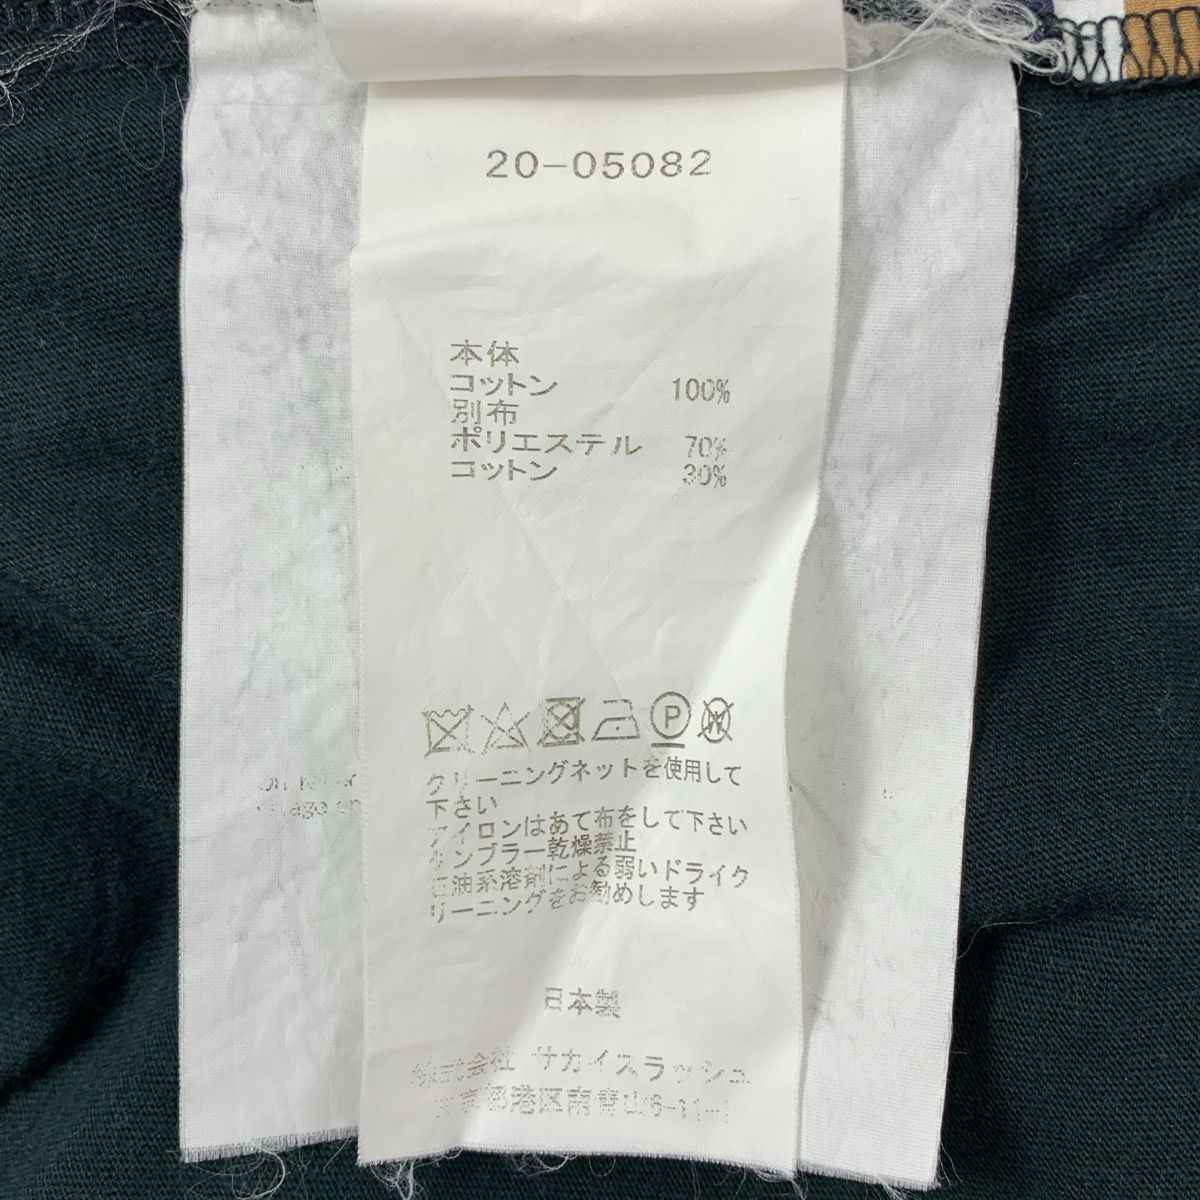 20-05082
本体
コットン 100%
別布
ポリエステル 70%
コットン 30%
P
W
クリーニングネットを使用して
下さい
アイロンはあて布をして下さい
タンブラー乾燥禁止
石油系溶剤による弱いドライク
リーニングをお勧めします
日本製
株式会社 サカイスラッシュ
東京都港区南青山6-11-1